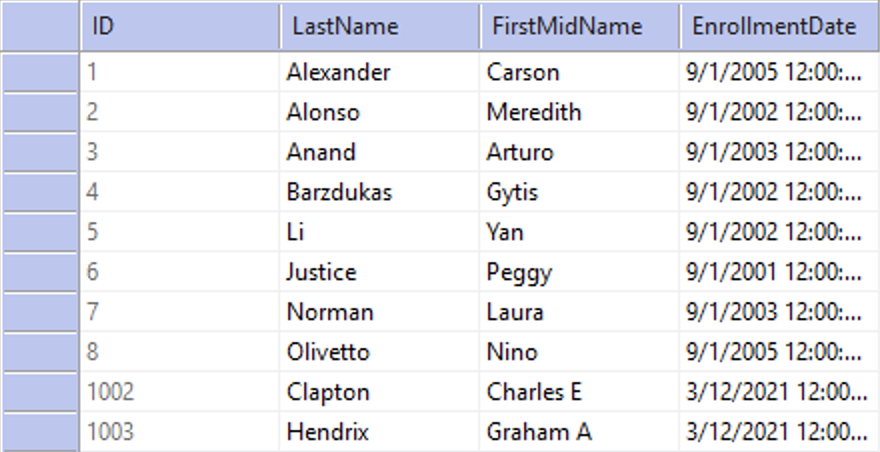 ID LastName FirstMidName EnrollmentDate
1 Alexander Carson 9/1/2005 12:00:...
2 Alonso Meredith 9/1/2002 12:00:...
3 Anand Arturo 9/1/2003 12:00:...
4 Barzdukas Gytis 9/1/2002 12:00:...
5 Li Yan 9/1/2002 12:00:...
6 Justice Peggy 9/1/2001 12:00:...
7 Norman Laura 9/1/2003 12:00:...
8 Olivetto Nino 9/1/2005 12:00:...
1002 Clapton Charles E 3/12/2021 12:00...
1003 Hendrix Graham A 3/12/2021 12:00...